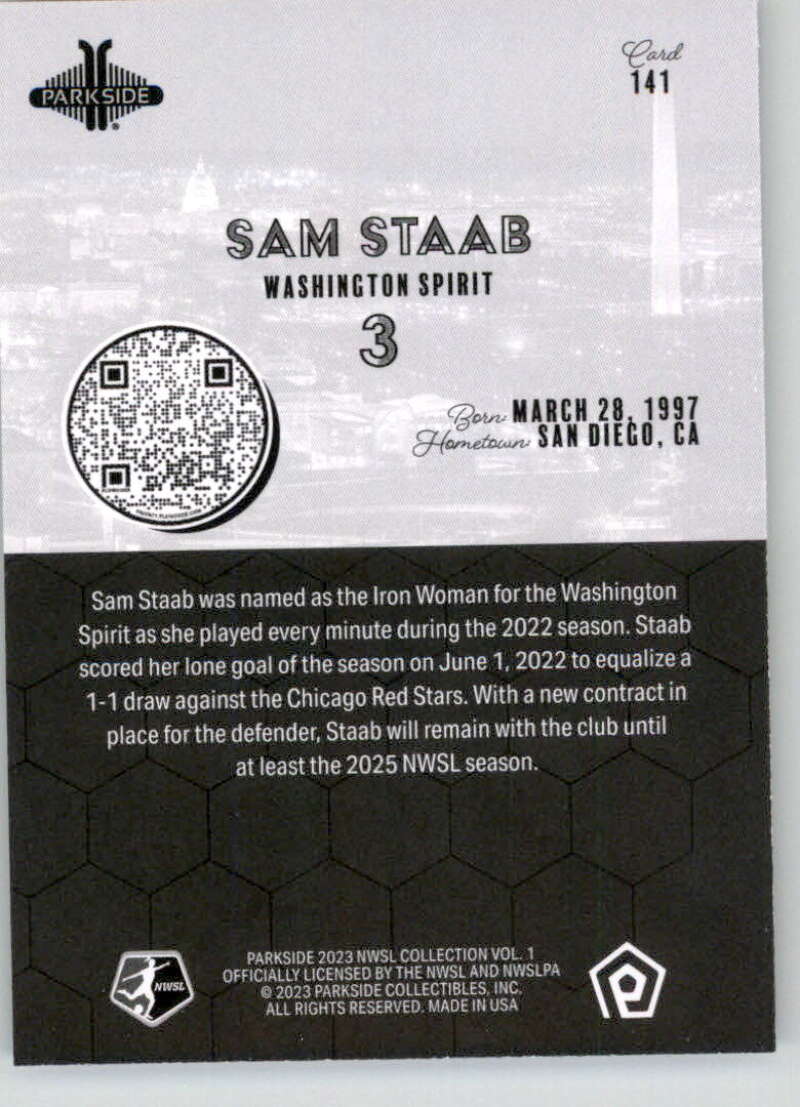 PARKSIDE
Card
141
SAM STAAB
WASHINGTON SPIRIT
3
Born: MARCH 28, 1997
Hometown: SAN DIEGO, CA
Sam Staab was named as the Iron Woman for the Washington
Spirit as she played every minute during the 2022 season. Staab
scored her lone goal of the season on June 1, 2022 to equalize a
1-1 draw against the Chicago Red Stars. With a new contract in
place for the defender, Staab will remain with the club until
at least the 2025 NWSL season.
NWSL
PARKSIDE 2023 NWSL COLLECTION VOL. 1
OFFICIALLY LICENSED BY THE NWSL AND NWSLPA
© 2023 PARKSIDE COLLECTIBLES, INC.
ALL RIGHTS RESERVED. MADE IN USA